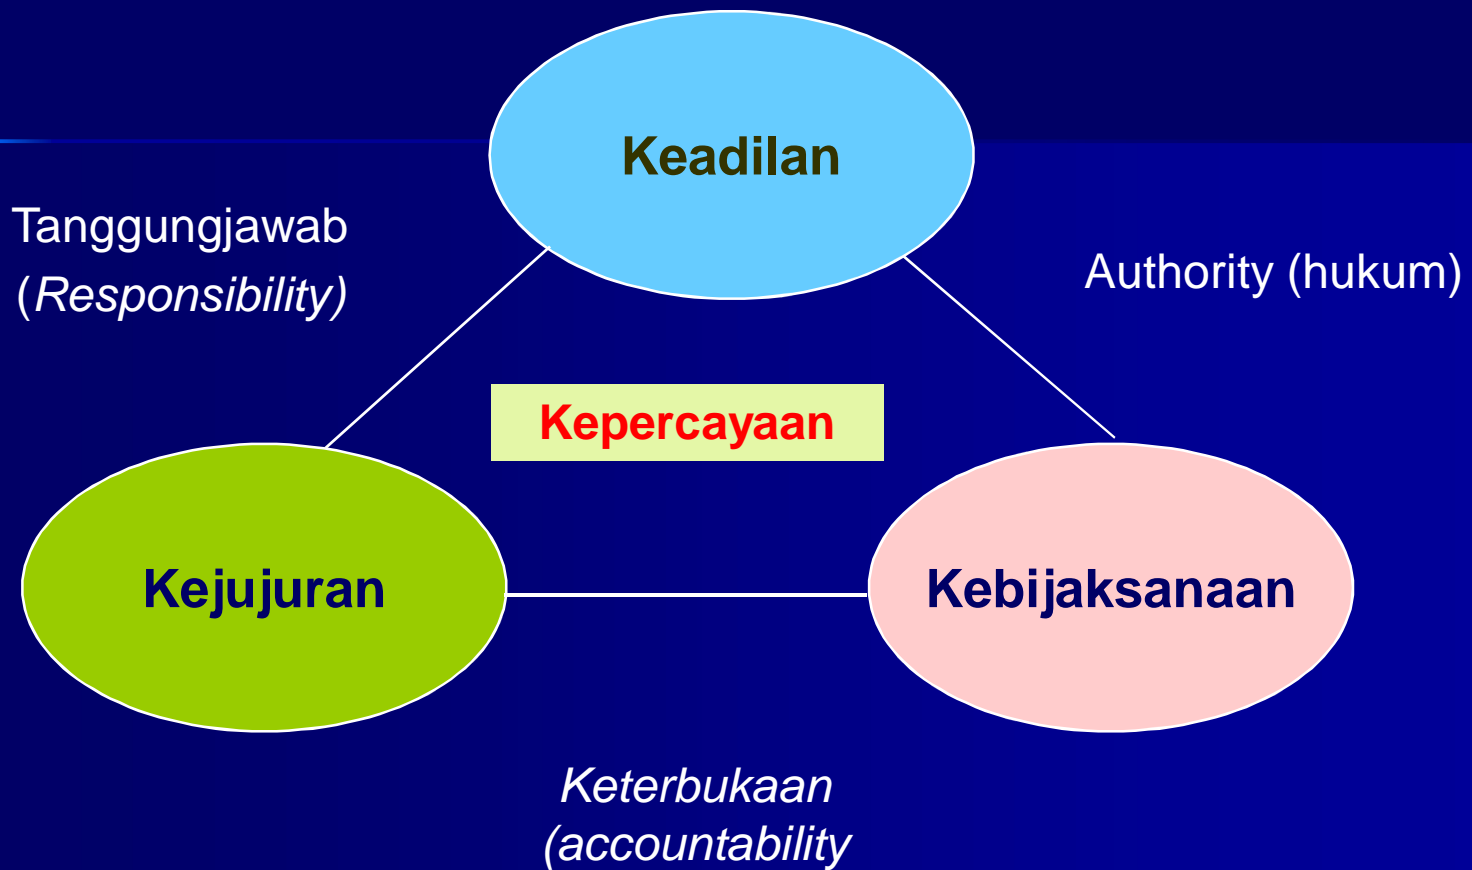 Keadilan
Tanggungjawab
(Responsibility)
Authority (hukum)
Kepercayaan
Kejujuran
Kebijaksanaan
Keterbukaan
(accountability